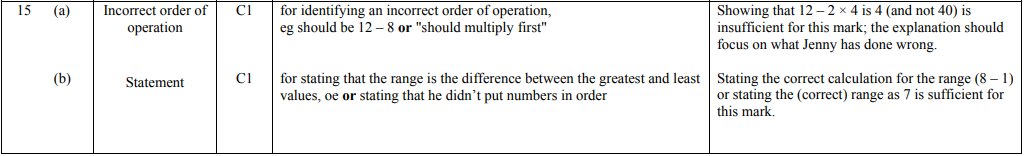 15 (a) Incorrect order of operation C1 for identifying an incorrect order of operation, eg should be 12 – 8 or "should multiply first" Showing that 12 – 2 × 4 is 4 (and not 40) is
insufficient for this mark; the explanation should
focus on what Jenny has done wrong.
(b) Statement C1 for stating that the range is the difference between the greatest and least
values, oe or stating that he didn't put numbers in order
Stating the correct calculation for the range (8 – 1)
or stating the (correct) range as 7 is sufficient for
this mark.